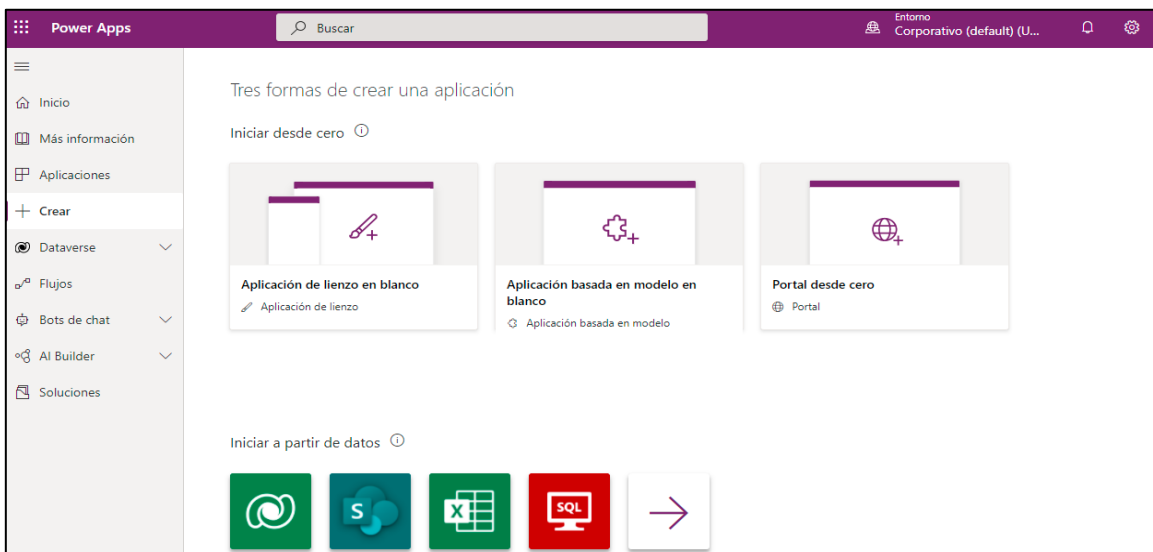 Power Apps
Buscar
Entorno
Corporativo (default) (U...
Inicio
Más información
Aplicaciones
Crear
Dataverse
Flujos
Bots de chat
AI Builder
Soluciones
Tres formas de crear una aplicación
Iniciar desde cero
Aplicación de lienzo en blanco
Aplicación de lienzo
Aplicación basada en modelo en
blanco
Aplicación basada en modelo
Portal desde cero
Portal
Iniciar a partir de datos
S
X
SQL